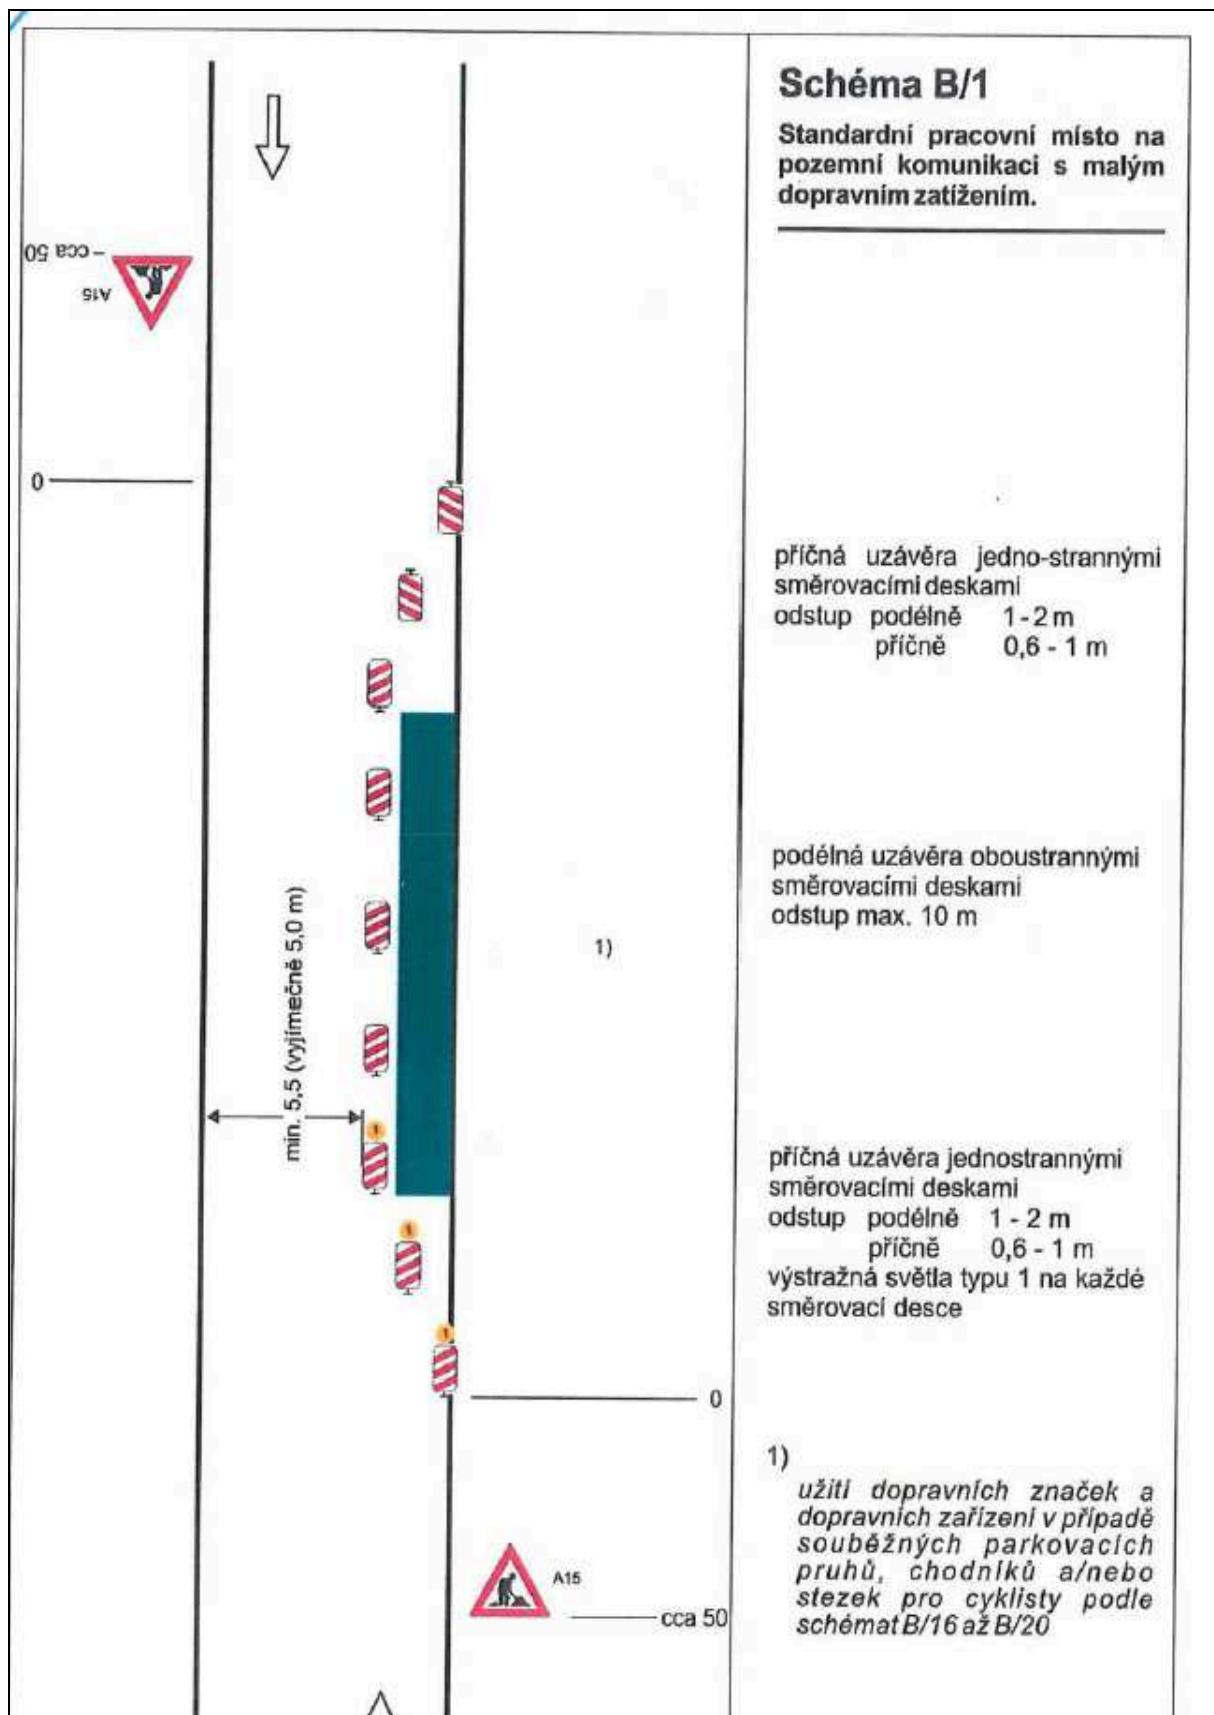 Schéma B/1
Standardní pracovní místo na
pozemní komunikaci s malým
dopravním zatížením.
cca 50
A15
0
příčná uzávěra jedno-strannými
směrovacími deskami
odstup podélně 1 - 2 m
příčně 0,6 - 1 m
podélná uzávěra oboustrannými
směrovacími deskami
odstup max. 10 m
1)
min. 5,5 (vyjímečně 5,0 m)
1
příčná uzávěra jednostrannými
směrovacími deskami
odstup podélně 1 - 2 m
příčně 0,6 - 1 m
výstražná světla typu 1 na každé
směrovací desce
1
1
0
1)
užití dopravních značek a
dopravních zařízení v případě
souběžných parkovacích
pruhů, chodníků a/nebo
stezek pro cyklisty podle
schémat B/16 až B/20
A15
cca 50